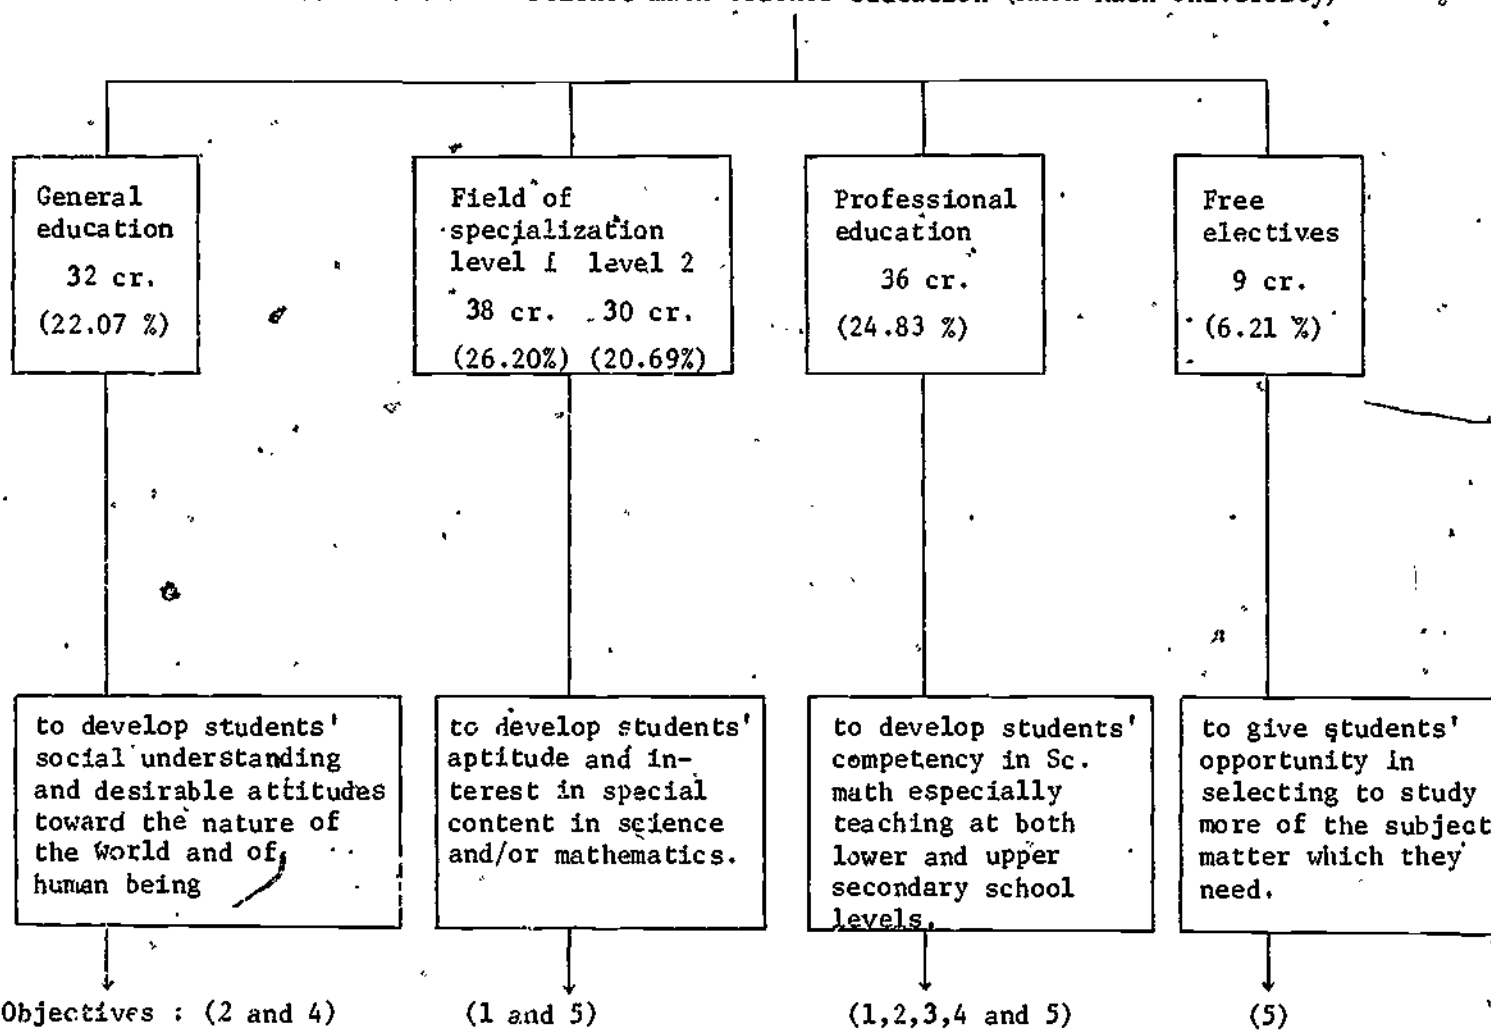 science math teacher education (
University)
General
education
32 cr.
(22.07 %)
Field of
specialization
level 1 level 2
38 cr. 30 cr.
(26.20%) (20.69%)
Professional
education
36 cr.
(24.83 %)
Free
electives
9 cr.
(6.21 %)
to develop students'
social understanding
and desirable attitudes
toward the nature of
the World and of
human being
to develop students'
aptitude and in-
terest in special
content in science
and/or mathematics.
to develop students'
competency in Sc.
math especially
teaching at both
lower and upper
secondary school
levels.
to give students'
opportunity in
selecting to study
more of the subject
matter which they
need.
Objectives : (2 and 4) (1 and 5) (1,2,3,4 and 5) (5)